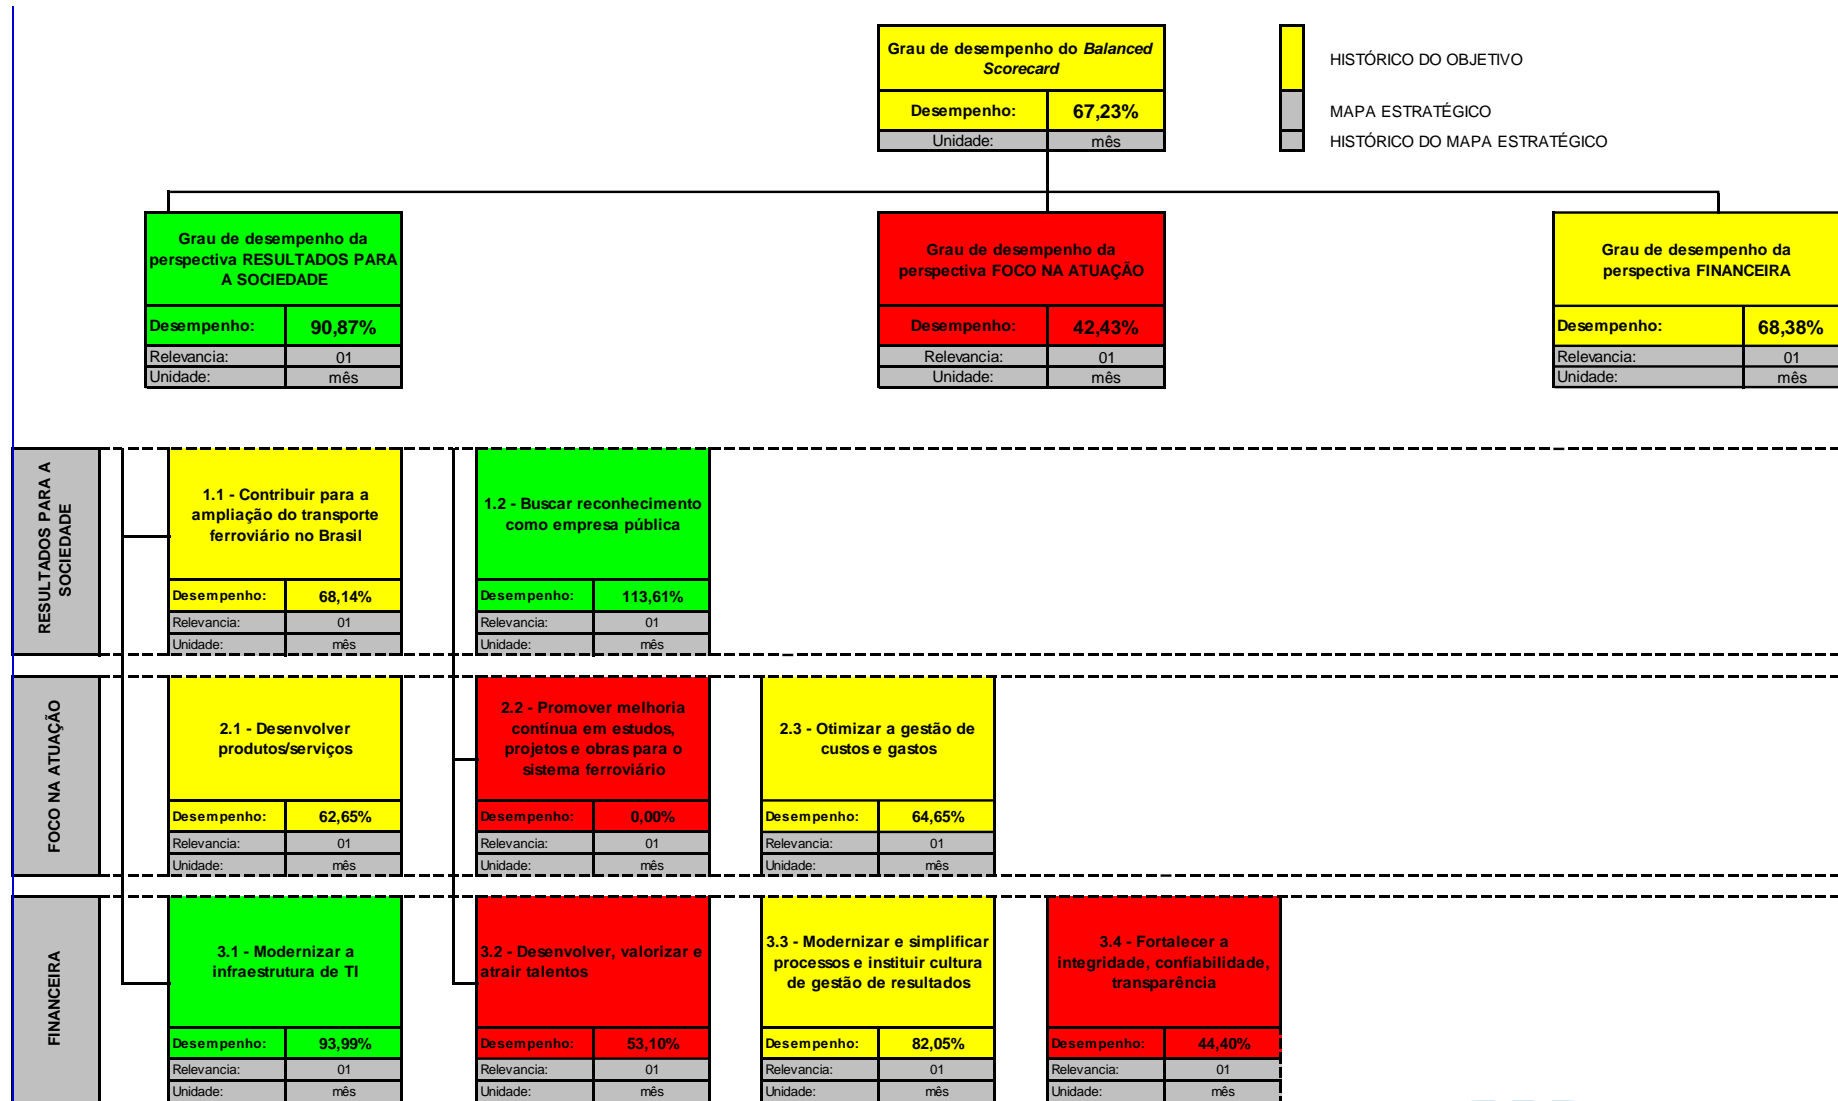 Grau de desempenho do Balanced
Scorecard
Desempenho: 67,23%
Unidade: mês
HISTÓRICO DO OBJETIVO
MAPA ESTRATÉGICO
HISTÓRICO DO MAPA ESTRATÉGICO
Grau de desempenho da
perspectiva RESULTADOS PARA
A SOCIEDADE
Desempenho: 90,87%
Relevancia: 01
Unidade: mês
Grau de desempenho da
perspectiva FOCO NA ATUAÇÃO
Desempenho: 42,43%
Relevancia: 01
Unidade: mês
Grau de desempenho da
perspectiva FINANCEIRA
Desempenho: 68,38%
Relevancia: 01
Unidade: mês
RESULTADOS PARA A
SOCIEDADE
1.1 - Contribuir para a
ampliação do transporte
ferroviário no Brasil
Desempenho: 68,14%
Relevancia: 01
Unidade: mês
1.2 - Buscar reconhecimento
como empresa pública
Desempenho: 113,61%
Relevancia: 01
Unidade: mês
FOCO NA ATUAÇÃO
2.1 - Desenvolver
produtos/serviços
Desempenho: 62,65%
Relevancia: 01
Unidade: mês
2.2 - Promover melhoria
contínua em estudos,
projetos e obras para o
sistema ferroviário
Desempenho: 0,00%
Relevancia: 01
Unidade: mês
2.3 - Otimizar a gestão de
custos e gastos
Desempenho: 64,65%
Relevancia: 01
Unidade: mês
FINANCEIRA
3.1 - Modernizar a
infraestrutura de TI
Desempenho: 93,99%
Relevancia: 01
Unidade: mês
3.2 - Desenvolver, valorizar e
atrair talentos
Desempenho: 53,10%
Relevancia: 01
Unidade: mês
3.3 - Modernizar e simplificar
processos e instituir cultura
de gestão de resultados
Desempenho: 82,05%
Relevancia: 01
Unidade: mês
3.4 - Fortalecer a
integridade, confiabilidade,
transparência
Desempenho: 44,40%
Relevancia: 01
Unidade: mês